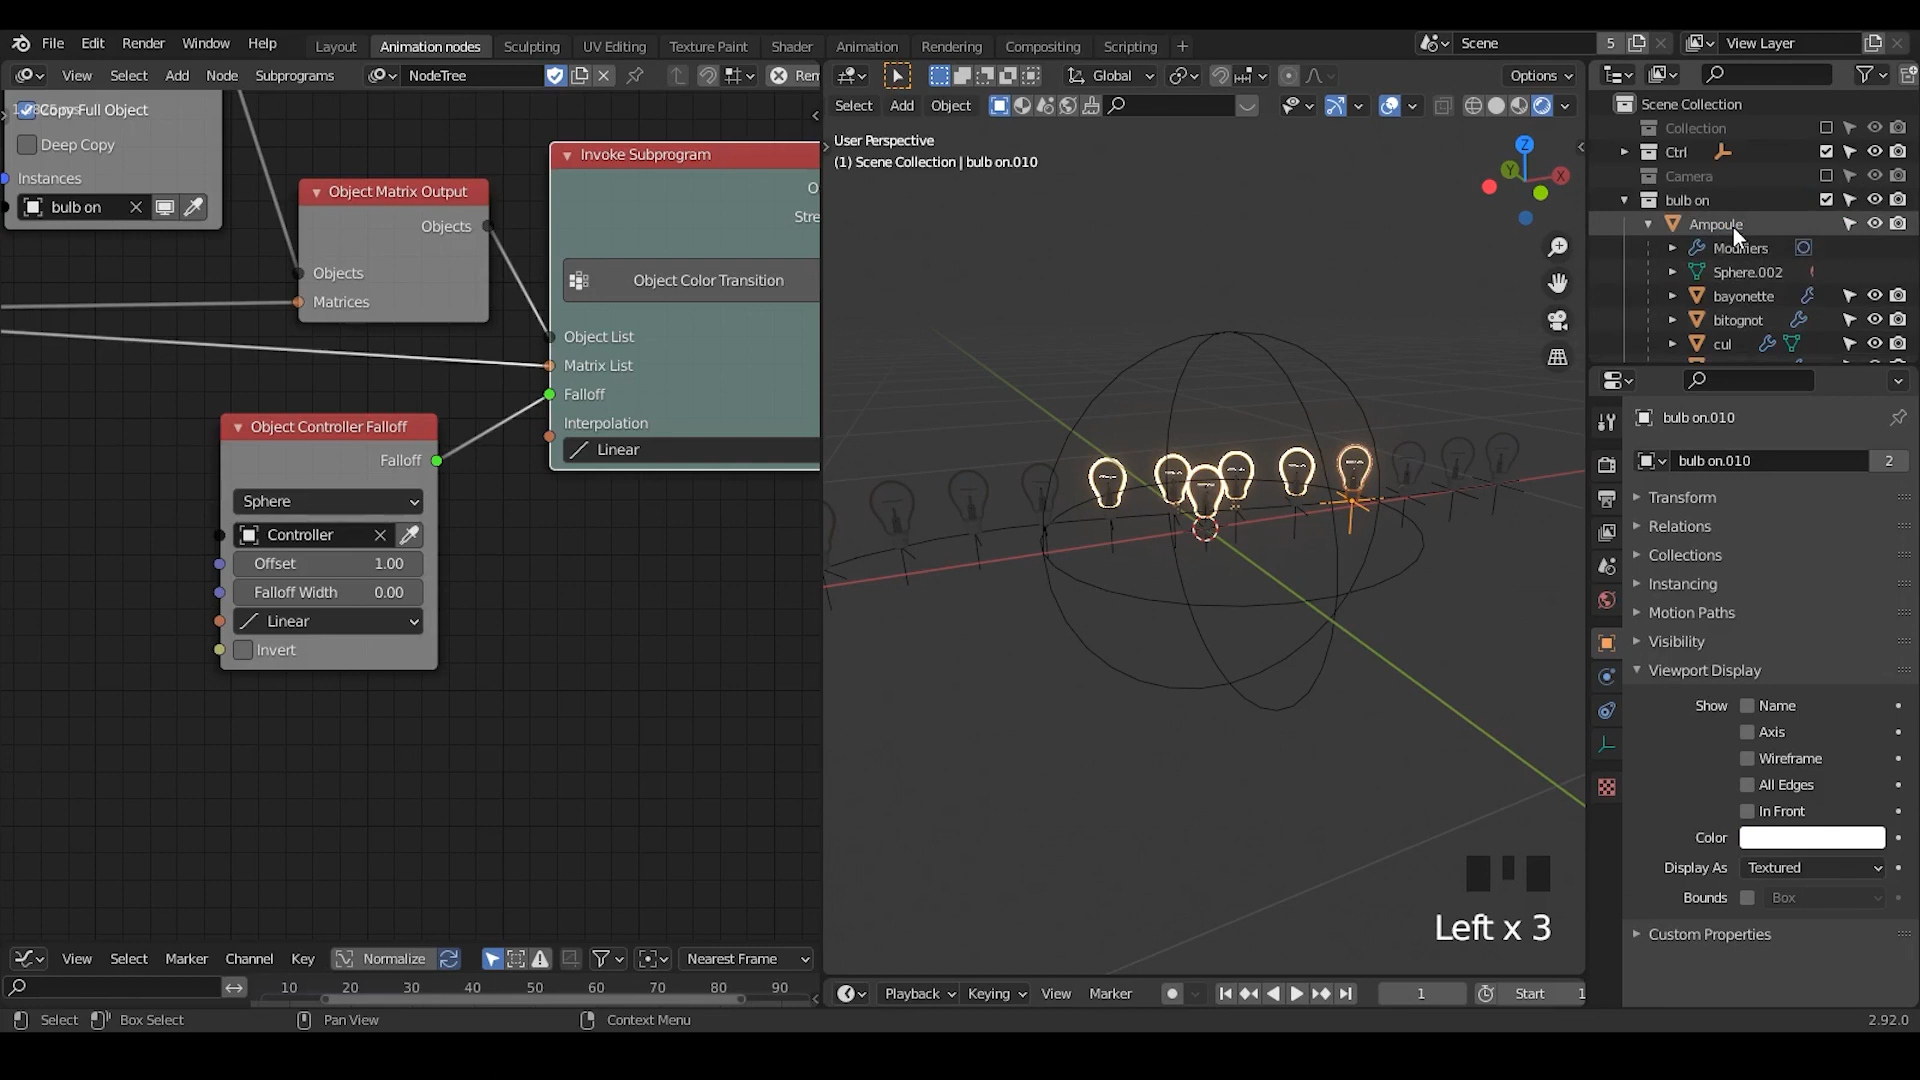 File Edit Render Window Help Layout Animation nodes Sculpting UV Editing Texture Paint Shader Animation Rendering Compositing Scripting Scene 5 View Layer
View Select Add Node Subprograms NodeTree Rem Global Options
Copy Full Object
Select Add Object
Deep Copy
Instances
bulb on
Object Matrix Output
Objects
Objects
Matrices
Invoke Subprogram
O
Stre
Object Color Transition
Object List
Matrix List
Falloff
Interpolation
Linear
Object Controller Falloff
Falloff
Sphere
Controller
Offset 1.00
Falloff Width 0.00
Linear
Invert
User Perspective
(1) Scene Collection | bulb on.010
Z
Y
X
Left x 3
Scene Collection
Collection
Ctrl
Camera
bulb on
Ampoule
Modifiers
Sphere.002
bayonette
bitognot
cul
bulb on.010
bulb on.010 2
Transform
Relations
Collections
Instancing
Motion Paths
Visibility
Viewport Display
Show Name
Axis
Wireframe
All Edges
In Front
Color
Display As Textured
Bounds Box
Custom Properties
View Select Marker Channel Key Normalize Nearest Frame
10 20 30 40 50 60 70 80 90
Playback Keying View Marker 1 Start 1
Select Box Select Pan View Context Menu 2.92.0